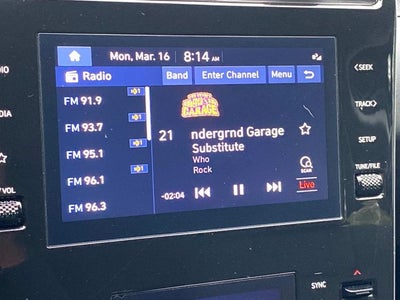 Mon, Mar. 16 8:14 AM
Radio Band Enter Channel Menu
FM 91.9
FM 93.7
FM 95.1
FM 96.1
FM 96.3
GARAGE
21 ndergrnd Garage
Substitute
Who
Rock
-02:04
SCAN
Live
SEEK
TRACK
SETUP
TUNE/FILE
SYNC
/VOL